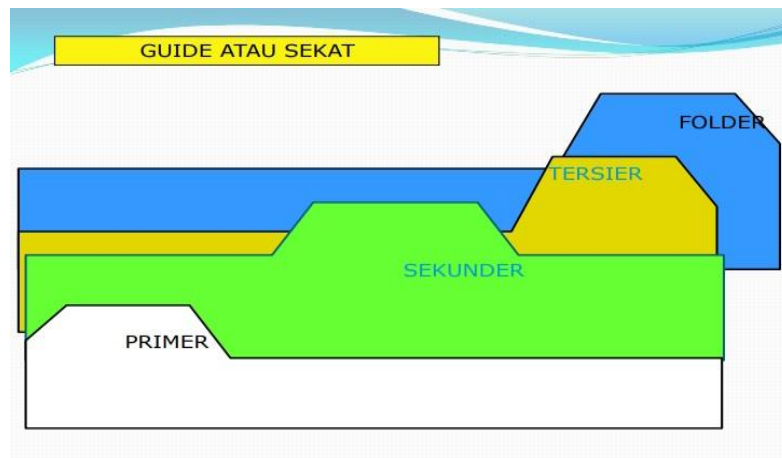 GUIDE ATAU SEKAT
FOLDER
TERSIER
SEKUNDER
PRIMER